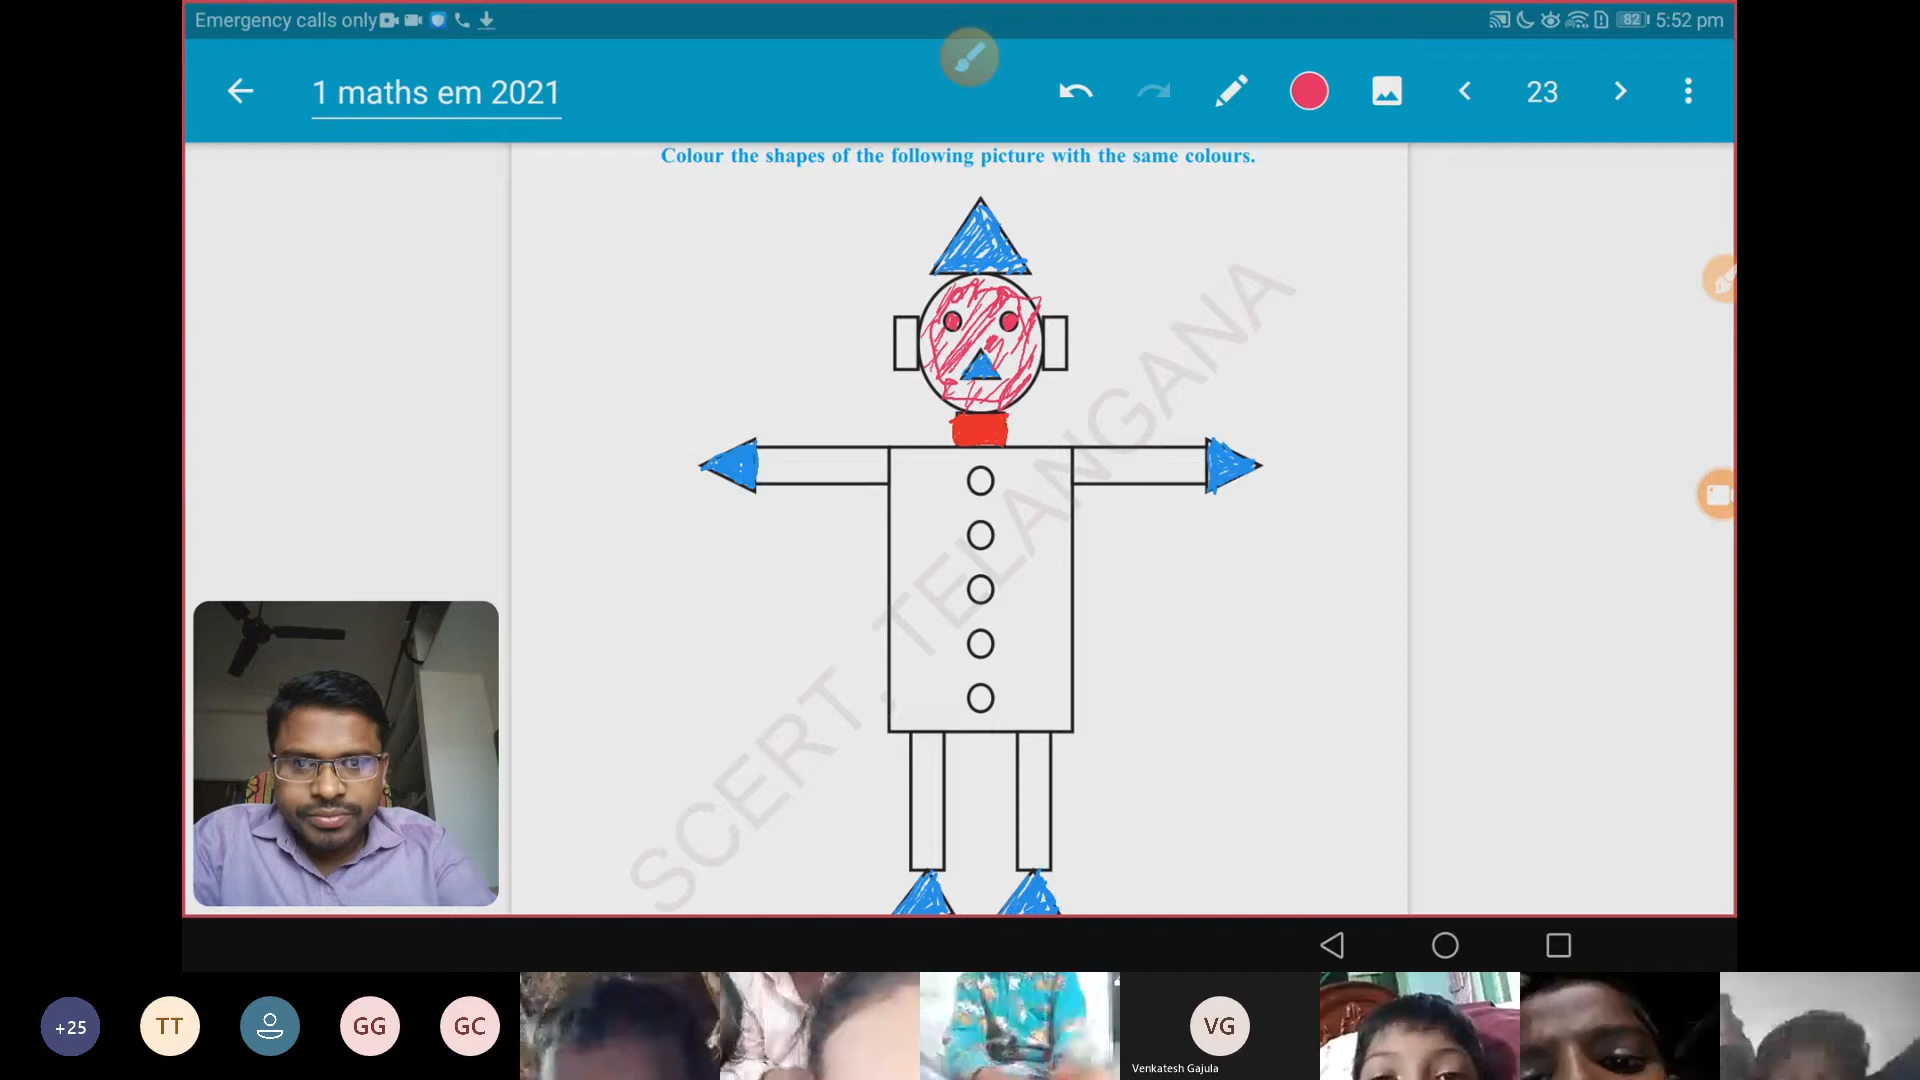 Emergency calls only
82 5:52 pm
1 maths em 2021
23
Colour the shapes of the following picture with the same colours.
SCERT, TELANGANA
+25
TT
GG
GC
VG
Venkatesh Gajula